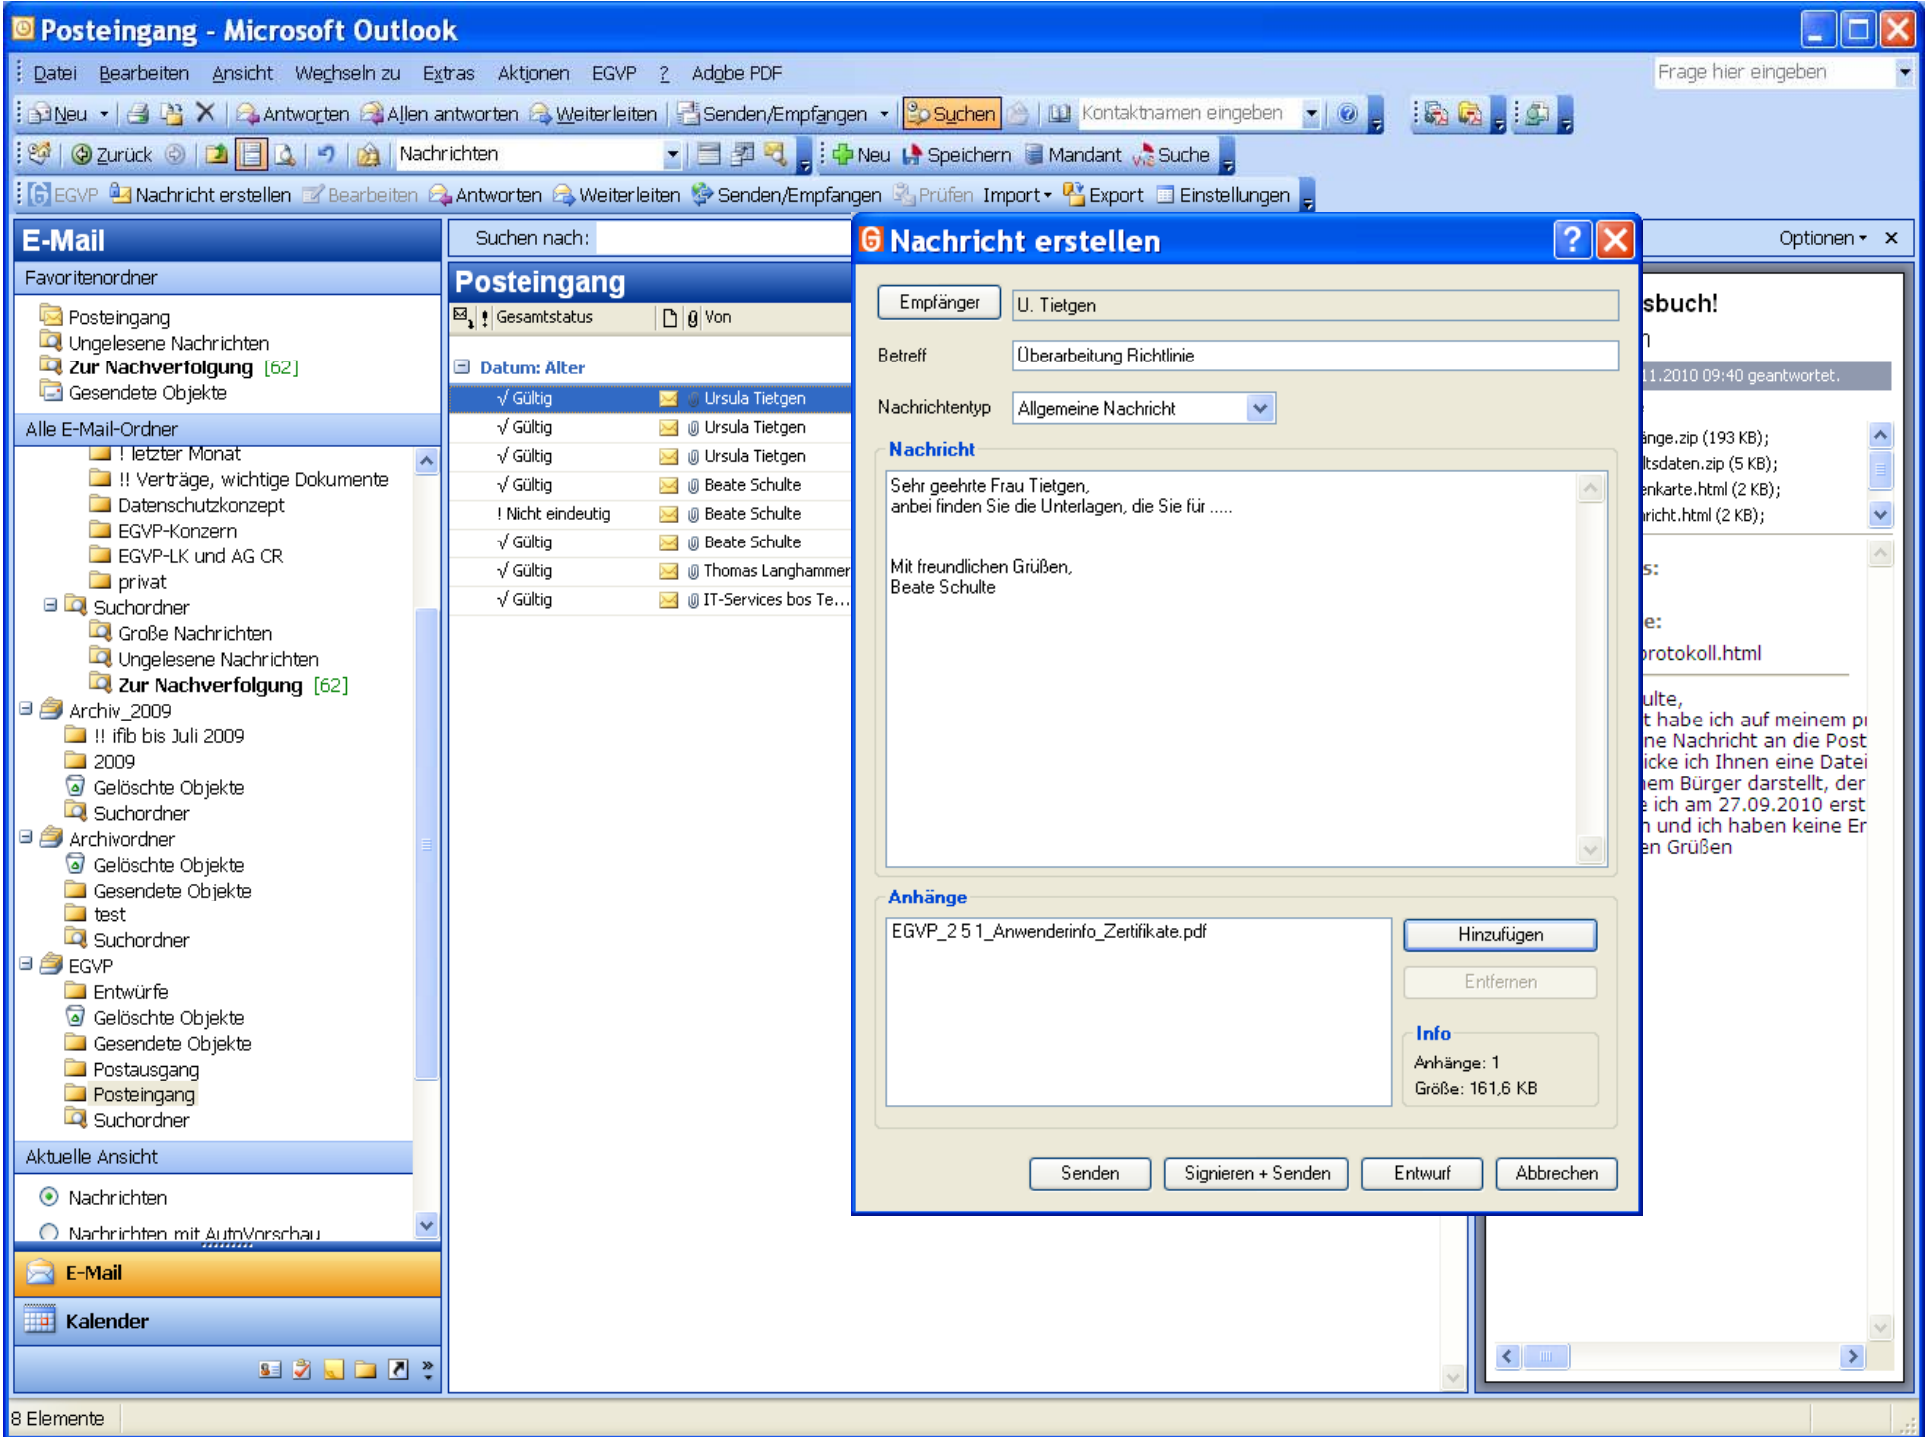 Posteingang - Microsoft Outlook
Datei Bearbeiten Ansicht Wechseln zu Extras Aktionen EGVP ? Adobe PDF
Frage hier eingeben
Neu Antworten Allen antworten Weiterleiten Senden/Empfangen Suchen Kontaktnamen eingeben
Zurück Nachrichten Neu Speichern Mandant Suche
EGVP Nachricht erstellen Bearbeiten Antworten Weiterleiten Senden/Empfangen Prüfen Import Export Einstellungen
E-Mail
Favoritenordner
Posteingang
Ungelesene Nachrichten
Zur Nachverfolgung [62]
Gesendete Objekte
Alle E-Mail-Ordner
! letzter Monat
!! Verträge, wichtige Dokumente
Datenschutzkonzept
EGVP-Konzern
EGVP-LK und AG CR
privat
Suchordner
Große Nachrichten
Ungelesene Nachrichten
Zur Nachverfolgung [62]
Archiv_2009
!! ifib bis Juli 2009
2009
Gelöschte Objekte
Suchordner
Archivordner
Gelöschte Objekte
Gesendete Objekte
test
Suchordner
EGVP
Entwürfe
Gelöschte Objekte
Gesendete Objekte
Postausgang
Posteingang
Suchordner
Aktuelle Ansicht
Nachrichten
Nachrichten mit AutoVorschau
E-Mail
Kalender
8 Elemente
Suchen nach:
Optionen
Posteingang
! Gesamtstatus Von
Datum: Älter
√ Gültig Ursula Tietgen
√ Gültig Ursula Tietgen
√ Gültig Ursula Tietgen
√ Gültig Beate Schulte
! Nicht eindeutig Beate Schulte
√ Gültig Beate Schulte
√ Gültig Thomas Langhammer
√ Gültig IT-Services bos Te...
Nachricht erstellen
Empfänger U. Tietgen
Betreff Überarbeitung Richtlinie
Nachrichtentyp Allgemeine Nachricht
Nachricht
Sehr geehrte Frau Tietgen,
anbei finden Sie die Unterlagen, die Sie für .....
Mit freundlichen Grüßen,
Beate Schulte
Anhänge
EGVP_2 5 1_Anwenderinfo_Zertifikate.pdf
Hinzufügen
Entfernen
Info
Anhänge: 1
Größe: 161,6 KB
Senden Signieren + Senden Entwurf Abbrechen
sbuch!
11.2010 09:40 geantwortet.
änge.zip (193 KB);
ltsdaten.zip (5 KB);
enkarte.html (2 KB);
richt.html (2 KB);
s:
e:
protokoll.html
ulte,
t habe ich auf meinem pr
ne Nachricht an die Post
icke ich Ihnen eine Datei
nem Bürger darstellt, der
e ich am 27.09.2010 erst
n und ich haben keine Er
en Grüßen